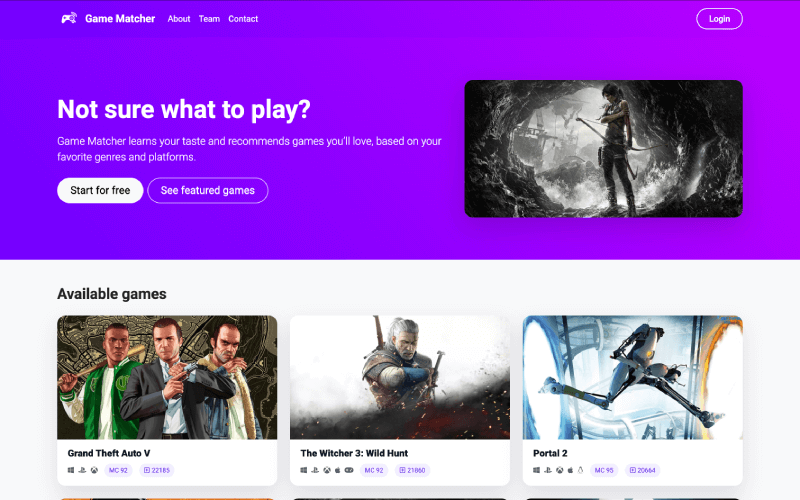 Game Matcher About Team Contact Login
Not sure what to play?
Game Matcher learns your taste and recommends games you'll love, based on your
favorite genres and platforms.
Start for free See featured games
Available games
Grand Theft Auto V
MC 92 22185
The Witcher 3: Wild Hunt
MC 92 21860
Portal 2
MC 95 20664